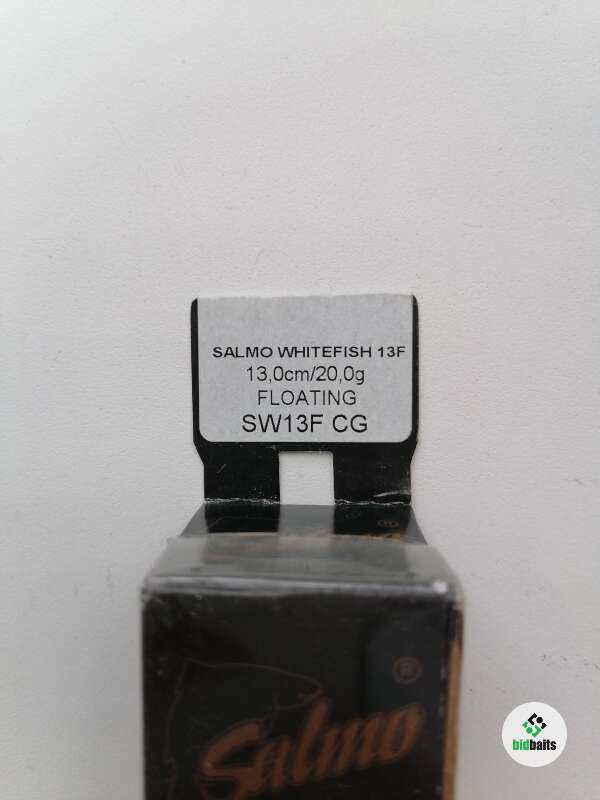 SALMO WHITEFISH 13F
13,0cm/20,0g
FLOATING
SW13F CG
®
®
Salmo
bidbaits